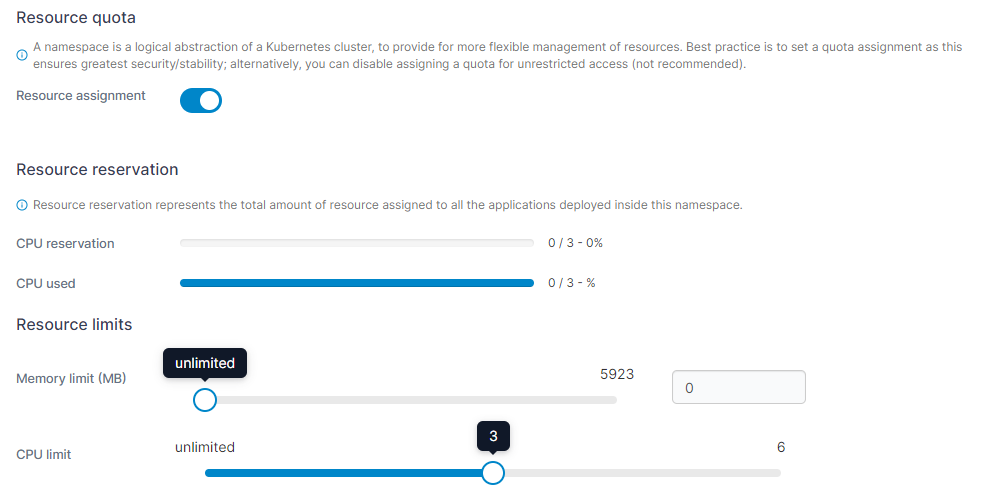 Resource quota
A namespace is a logical abstraction of a Kubernetes cluster, to provide for more flexible management of resources. Best practice is to set a quota assignment as this
ensures greatest security/stability; alternatively, you can disable assigning a quota for unrestricted access (not recommended).
Resource assignment
Resource reservation
Resource reservation represents the total amount of resource assigned to all the applications deployed inside this namespace.
CPU reservation 0 / 3 - 0%
CPU used 0 / 3 - %
Resource limits
unlimited
Memory limit (MB) 5923 0
3
CPU limit unlimited 6